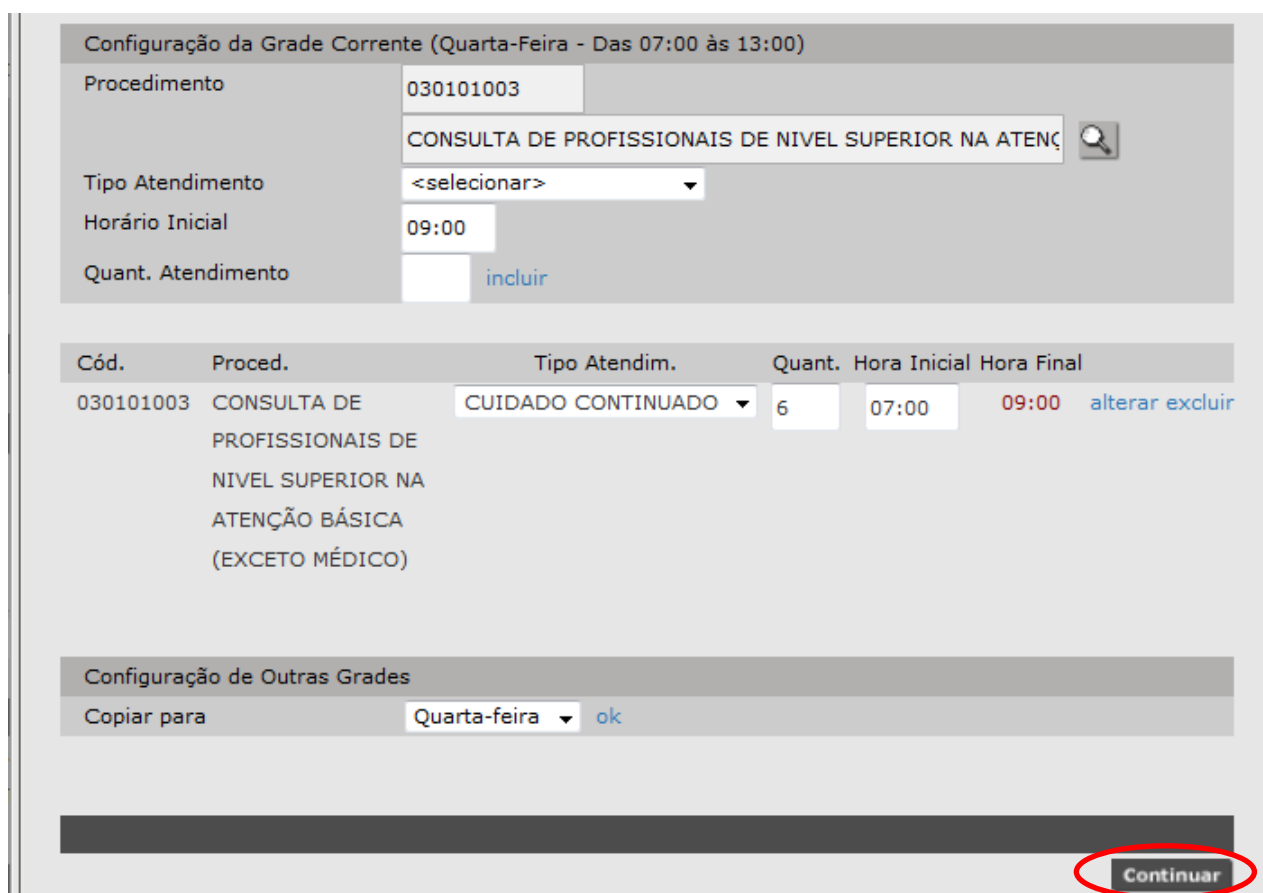 Configuração da Grade Corrente (Quarta-Feira - Das 07:00 às 13:00)
Procedimento 030101003
CONSULTA DE PROFISSIONAIS DE NIVEL SUPERIOR NA ATENÇ
Tipo Atendimento <selecionar>
Horário Inicial 09:00
Quant. Atendimento incluir
Cód. Proced. Tipo Atendim. Quant. Hora Inicial Hora Final
030101003 CONSULTA DE CUIDADO CONTINUADO 6 07:00 09:00 alterar excluir
PROFISSIONAIS DE
NIVEL SUPERIOR NA
ATENÇÃO BÁSICA
(EXCETO MÉDICO)
Configuração de Outras Grades
Copiar para Quarta-feira ok
Continuar